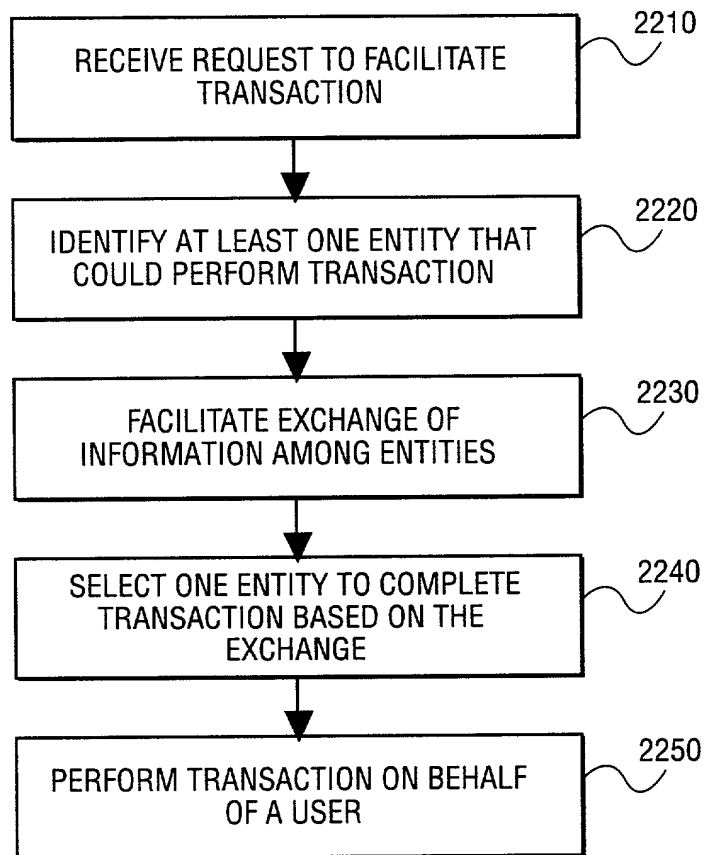 2210
RECEIVE REQUEST TO FACILITATE
TRANSACTION
2220
IDENTIFY AT LEAST ONE ENTITY THAT
COULD PERFORM TRANSACTION
2230
FACILITATE EXCHANGE OF
INFORMATION AMONG ENTITIES
2240
SELECT ONE ENTITY TO COMPLETE
TRANSACTION BASED ON THE
EXCHANGE
2250
PERFORM TRANSACTION ON BEHALF
OF A USER